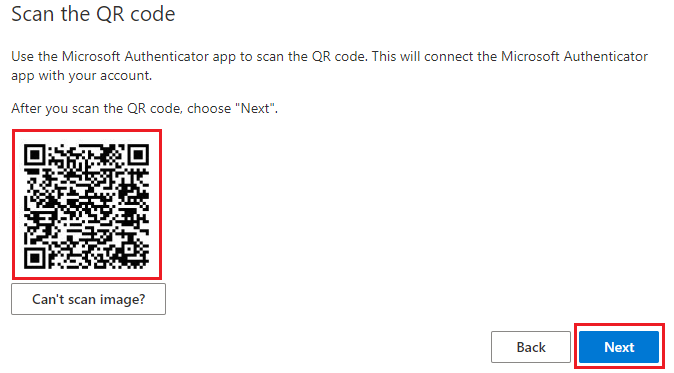 Scan the QR code
Use the Microsoft Authenticator app to scan the QR code. This will connect the Microsoft Authenticator
app with your account.
After you scan the QR code, choose "Next".
Can't scan image?
Back
Next